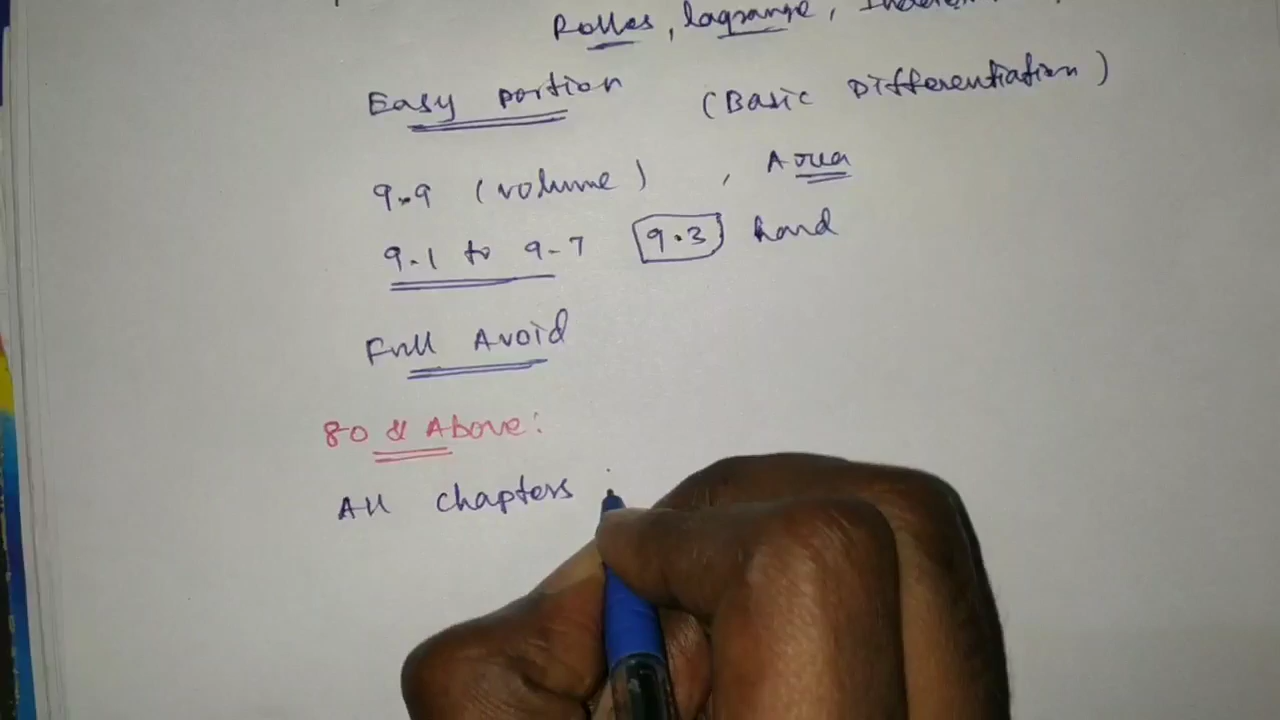 Rolles, lagrange,
Easy portion (Basic Differentiation)
9.9 (volume) , Area
9.1 to 9.7 9.3 hard
Full Avoid
80 & Above:
All chapters